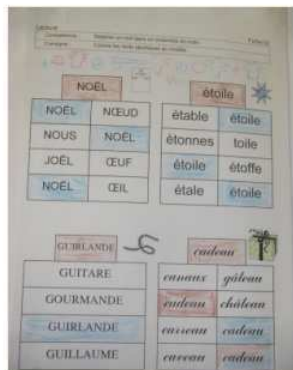 NOËL
étoile
NOËL NŒUD
étable étoile
NOUS NOËL
étonnes toile
JOËL ŒUF
étoile étoffe
NOËL ŒIL
étale étoile
GUIRLANDE
cadeau
GUITARE
canaux gâteau
GOURMANDE
cadeau château
GUIRLANDE
carreau cadeau
GUILLAUME
caveau cadeau